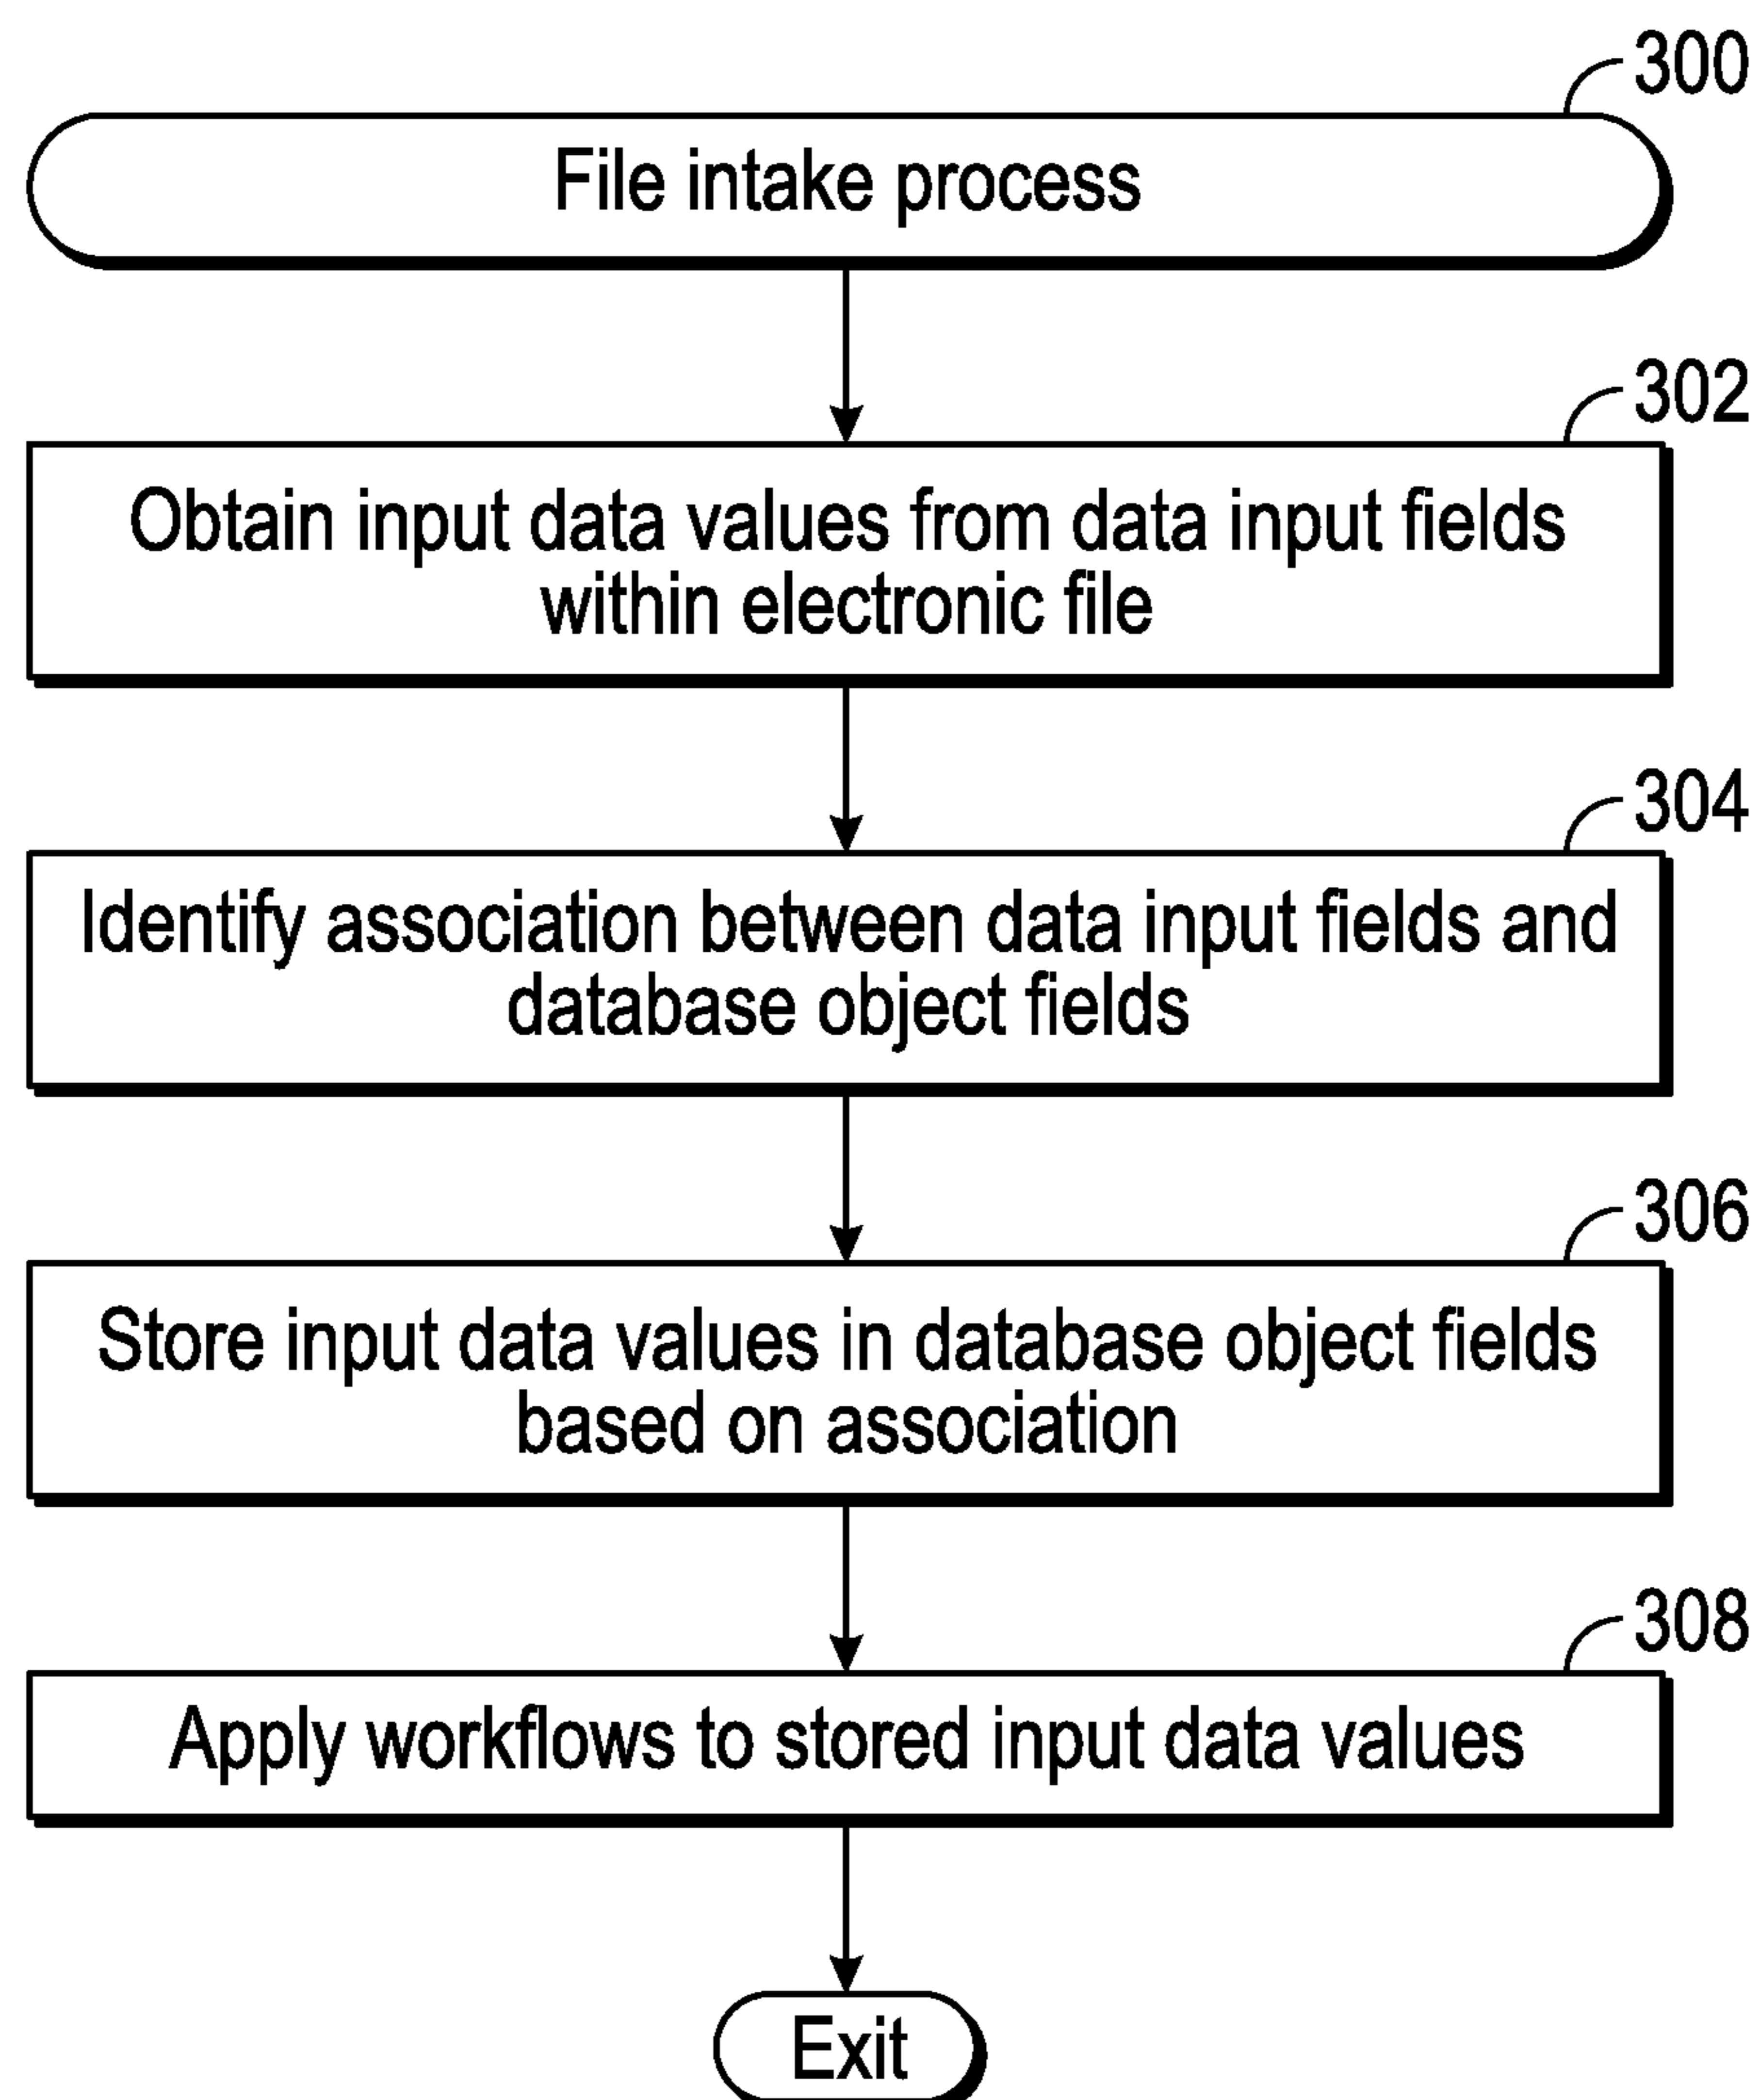 300
File intake process
302
Obtain input data values from data input fields
within electronic file
304
Identify association between data input fields and
database object fields
306
Store input data values in database object fields
based on association
308
Apply workflows to stored input data values
Exit